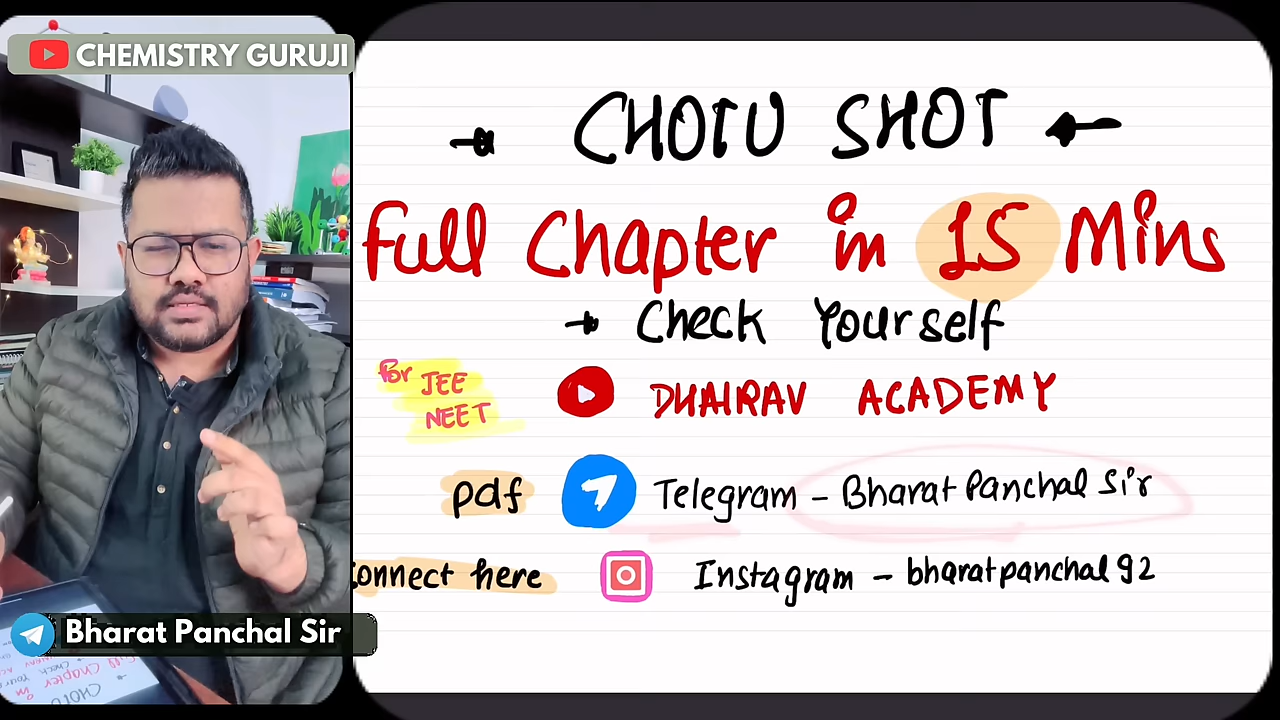 CHEMISTRY GURUJI
CHOTU SHOT
Full Chapter in 15 Mins
Check Yourself
for JEE
NEET
DHAIRAV ACADEMY
pdf Telegram - Bharat Panchal Sir
connect here Instagram - bharatpanchal92
Bharat Panchal Sir